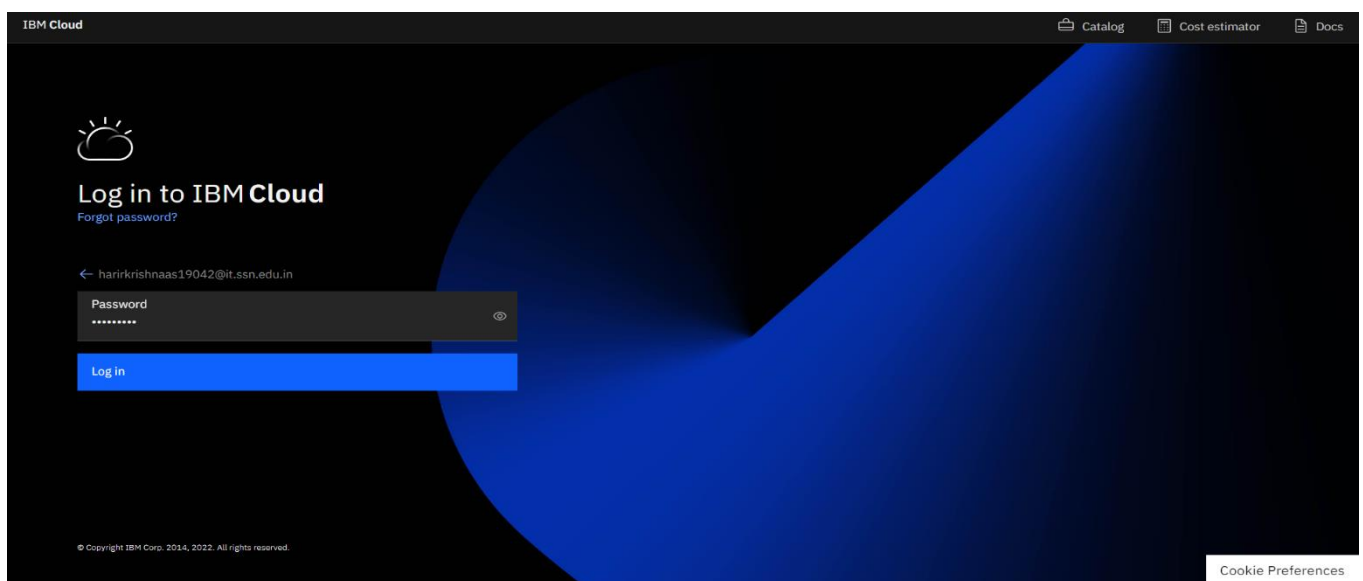 IBM Cloud
Catalog
Cost estimator
Docs
Log in to IBM Cloud
Forgot password?
← harirkrishnaas19042@it.ssn.edu.in
Password
•••••••••
Log in
© Copyright IBM Corp. 2014, 2022. All rights reserved.
Cookie Preferences